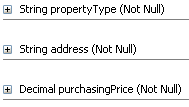 String propertyType (Not Null)
String address (Not Null)
Decimal purchasingPrice (Not Null)